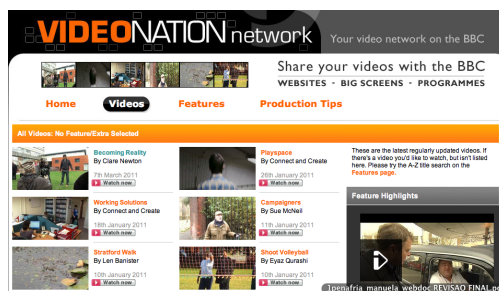 VIDEONATION network
Your video network on the BBC
Share your videos with the BBC
WEBSITES - BIG SCREENS - PROGRAMMES
Home
Videos
Features
Production Tips
All Videos: No Feature/Extra Selected
Becoming Reality
By Clare Newton
7th March 2011
Watch now
Playspace
By Connect and Create
26th January 2011
Watch now
These are the latest regularly updated videos. If
there's a video you'd like to watch, but isn't listed
here. Please try the A-Z title search on the
Features page.
Working Solutions
By Connect and Create
18th January 2011
Watch now
Campaigners
By Sue McNeil
11th January 2011
Watch now
Feature Highlights
Stratford Walk
By Len Banister
10th January 2011
Watch now
Shoot Volleyball
By Eyaz Qurashi
10th January 2011
Watch now
1penafria_manuela_webdoc_REVISAO FINAL.pd